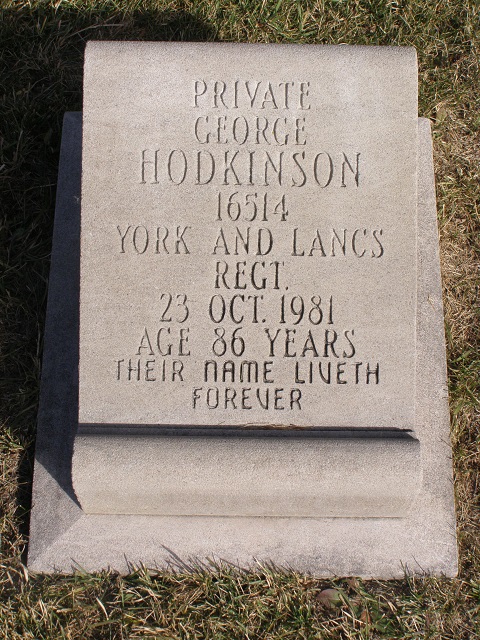 PRIVATE
GEORGE
HODKINSON
16514
YORK AND LANCS
REGT.
23 OCT. 1981
AGE 86 YEARS
THEIR NAME LIVETH
FOREVER